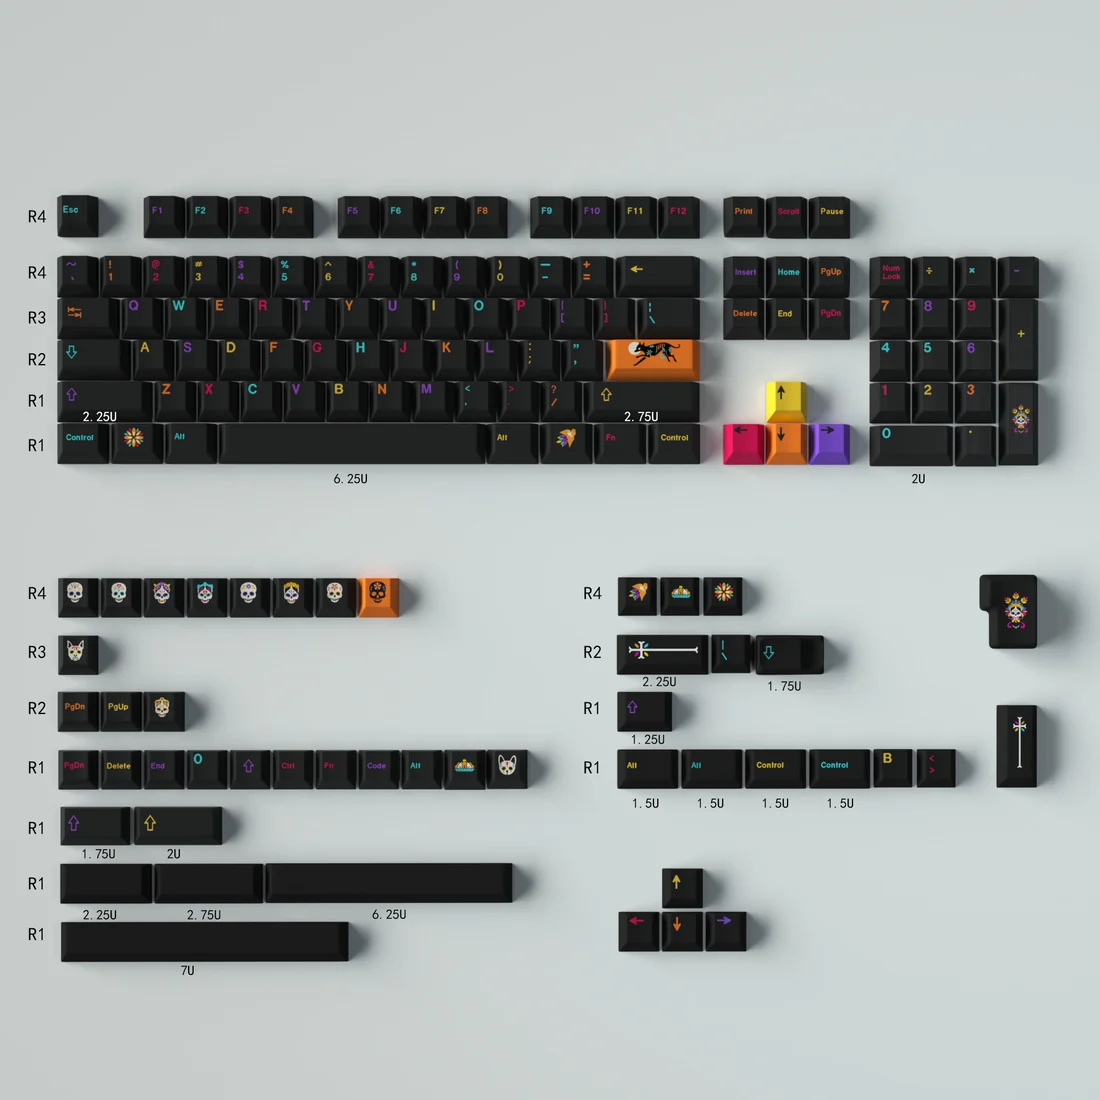 R4 Esc F1 F2 F3 F4 F5 F6 F7 F8 F9 F10 F11 F12 Print Scroll Pause
R4 ~ ` ! 1 @ 2 # 3 $ 4 % 5 ^ 6 & 7 * 8 ( 9 ) 0 — - + = ← Insert Home PgUp Num Lock ÷ × -
R3 Q W E R T Y U I O P { [ } ] | \ Delete End PgDn 7 8 9 +
R2 A S D F G H J K L : ; " ' 4 5 6
R1 2.25U Z X C V B N M < , > . ? / 2.75U ↑ 1 2 3
R1 Control Alt Alt Fn Control ← ↓ → 0 .
6.25U 2U
R4 R4
R3 R2 | \
2.25U 1.75U
R2 PgDn PgUp R1
1.25U
R1 PgDn Delete End 0 Ctrl Fn Code Alt R1 Alt Alt Control Control B < >
1.5U 1.5U 1.5U 1.5U
R1
1.75U 2U
R1 ↑
2.25U 2.75U 6.25U
R1 ← ↓ →
7U